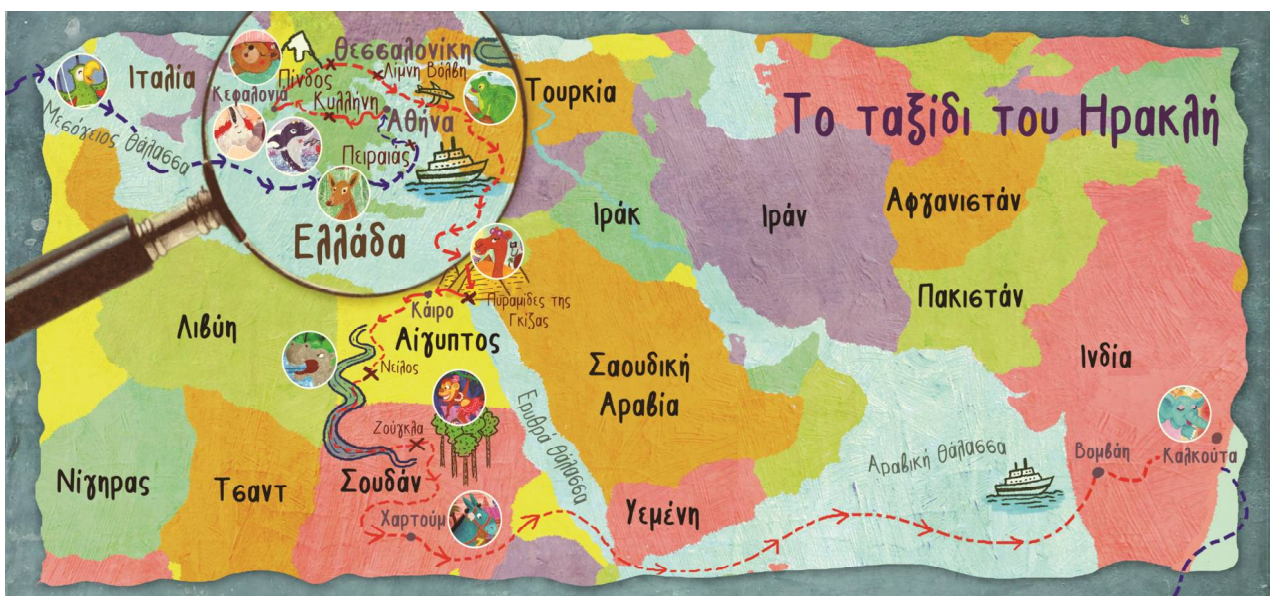 Το ταξίδι του Ηρακλή
Ιταλία
Μεσόγειος Θάλασσα
Θεσσαλονίκη
Λίμνη Βόλβη
Πίνδος
Κεφαλονιά
Κυλλήνη
Αθήνα
Πειραιάς
Ελλάδα
Τουρκία
Ιράκ
Ιράν
Αφγανιστάν
Πακιστάν
Ινδία
Λιβύη
Κάιρο
Πυραμίδες της
Γκίζας
Αίγυπτος
Νείλος
Σαουδική
Αραβία
Ερυθρά Θάλασσα
Ζούγκλα
Νίγηρας
Τσαντ
Σουδάν
Χαρτούμ
Υεμένη
Αραβική Θάλασσα
Βομβάη
Καλκούτα